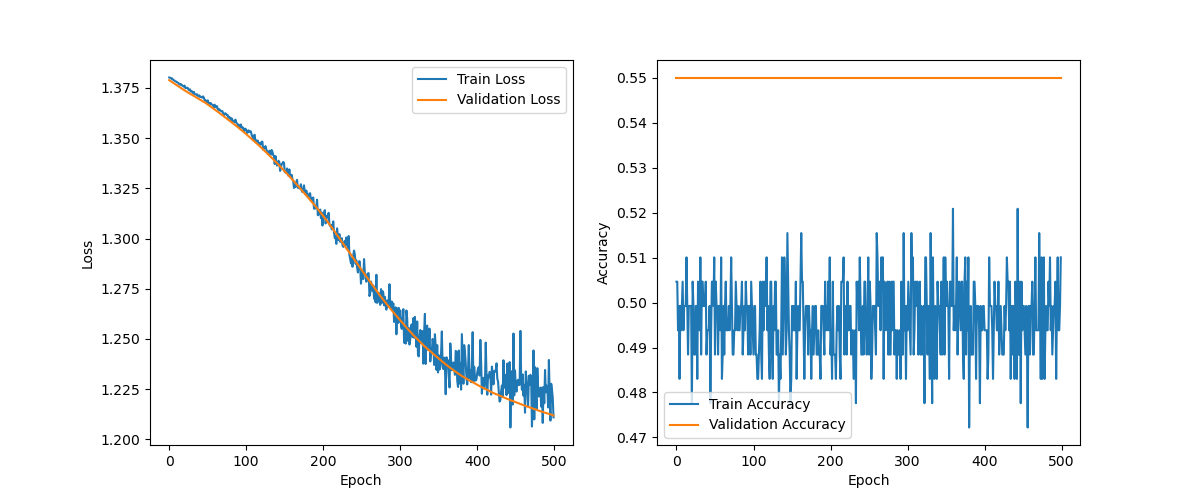 Train Loss
Validation Loss
1.375
1.350
1.325
1.300
1.275
1.250
1.225
1.200
Loss
0 100 200 300 400 500
Epoch
0.55
0.54
0.53
0.52
0.51
0.50
0.49
0.48
0.47
Accuracy
Train Accuracy
Validation Accuracy
0 100 200 300 400 500
Epoch